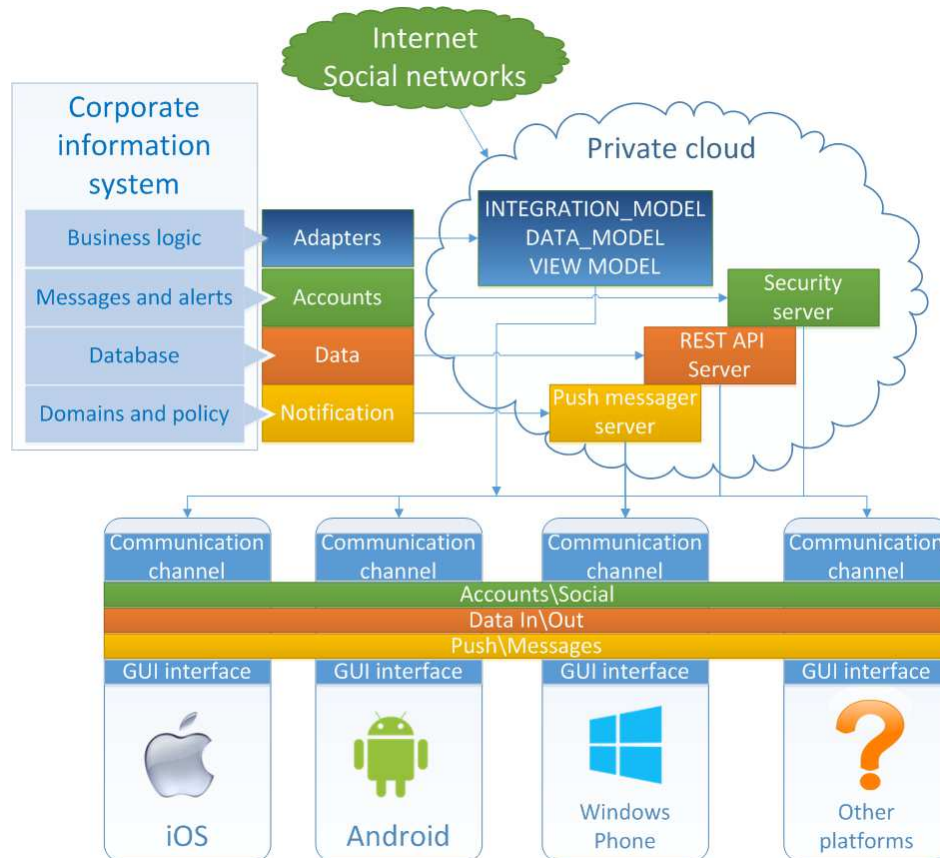 Internet
Social networks
Corporate
information
system
Private cloud
Business logic
Adapters
INTEGRATION_MODEL
DATA_MODEL
VIEW MODEL
Messages and alerts
Accounts
Security
server
Database
Data
REST API
Server
Domains and policy
Notification
Push messager
server
Communication
channel
Communication
channel
Communication
channel
Communication
channel
Accounts\Social
Data In\Out
Push\Messages
GUI interface
GUI interface
GUI interface
GUI interface
iOS
Android
Windows
Phone
Other
platforms